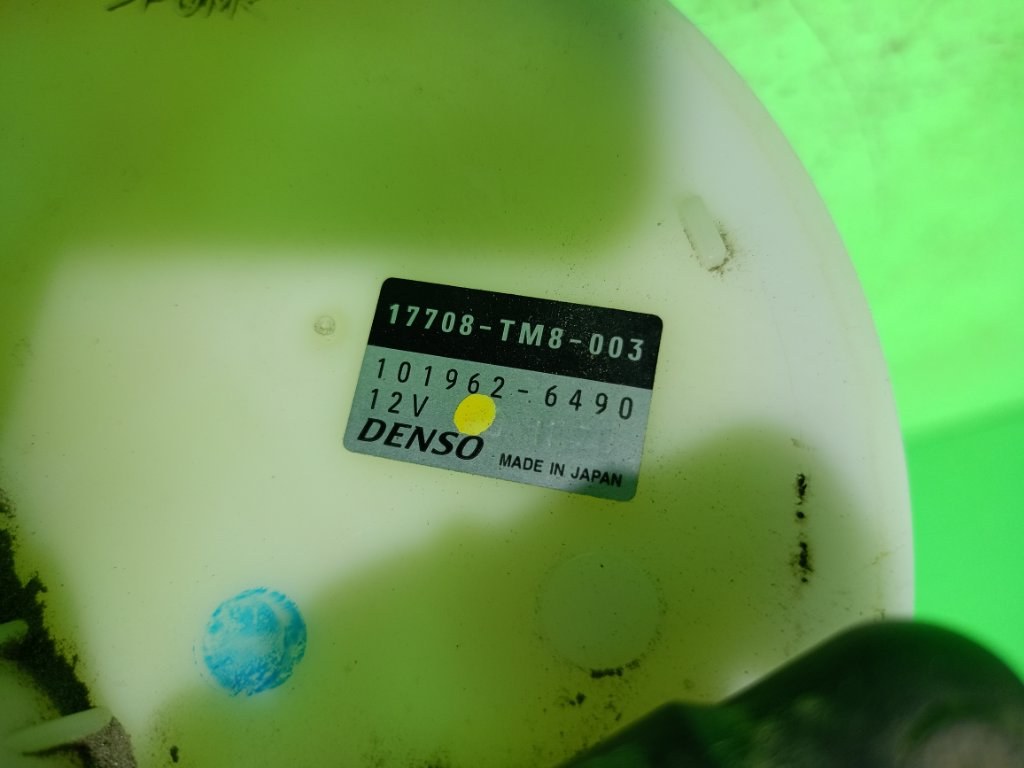 17708-TM8-003
101962-6490
12V
DENSO
MADE IN JAPAN